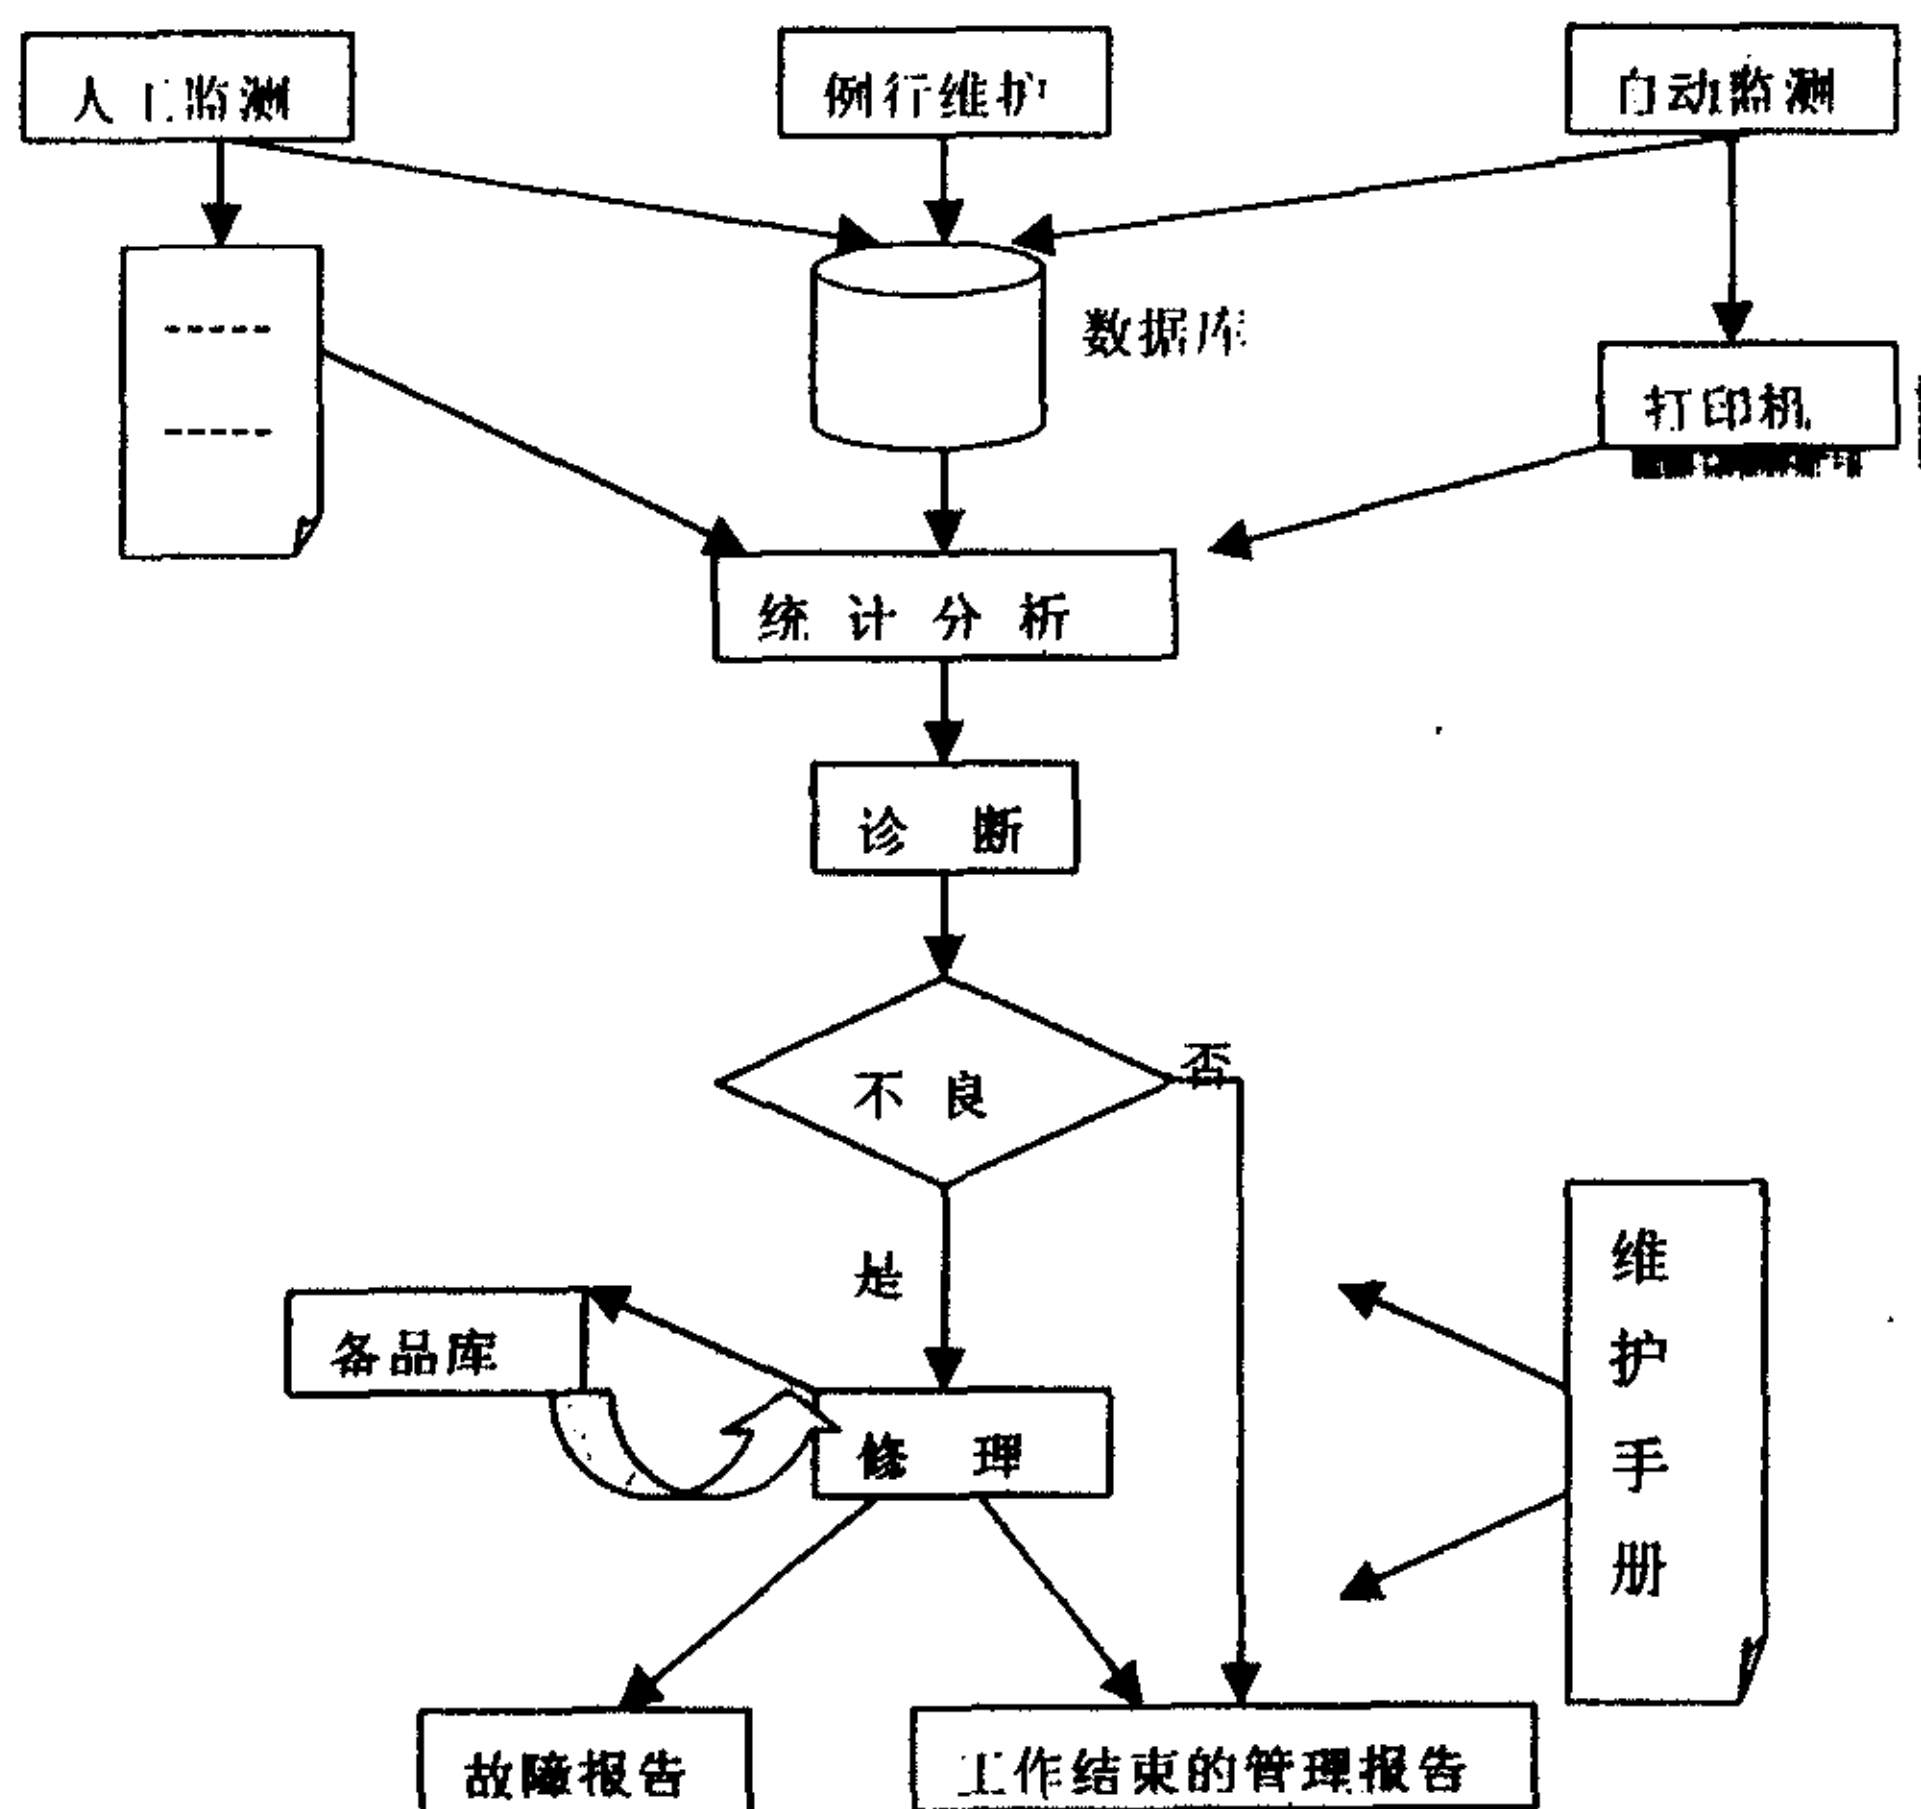 人工监测
例行维护
自动监测
数据库
打印机
统计分析
诊断
不良
否
是
备品库
修理
维护手册
故障报告
工作结束的管理报告